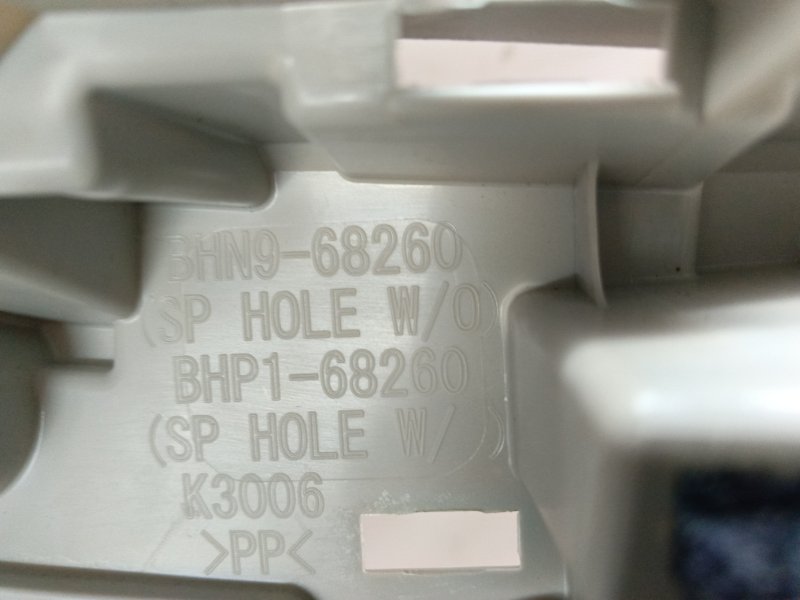 BHN9-68260
(SP HOLE W/O)
BHP1-68260
(SP HOLE W/ )
K3006
>PP<